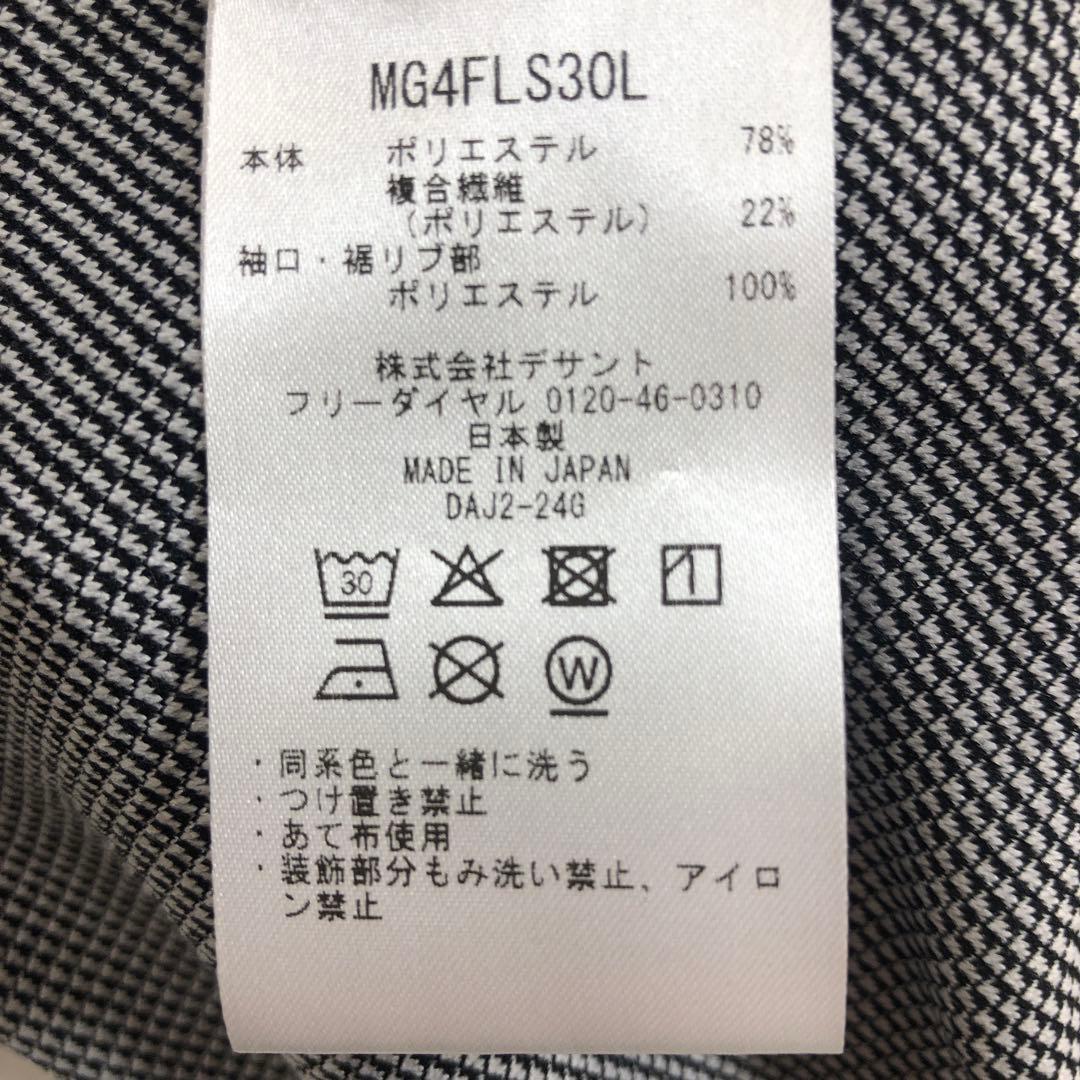 MG4FLS30L
本体 ポリエステル 78%
複合繊維
(ポリエステル) 22%
袖口・裾リブ部
ポリエステル 100%
株式会社デサント
フリーダイヤル 0120-46-0310
日本製
MADE IN JAPAN
DAJ2-24G
30
W
・同系色と一緒に洗う
・つけ置き禁止
・あて布使用
・装飾部分もみ洗い禁止、アイロ
ン禁止